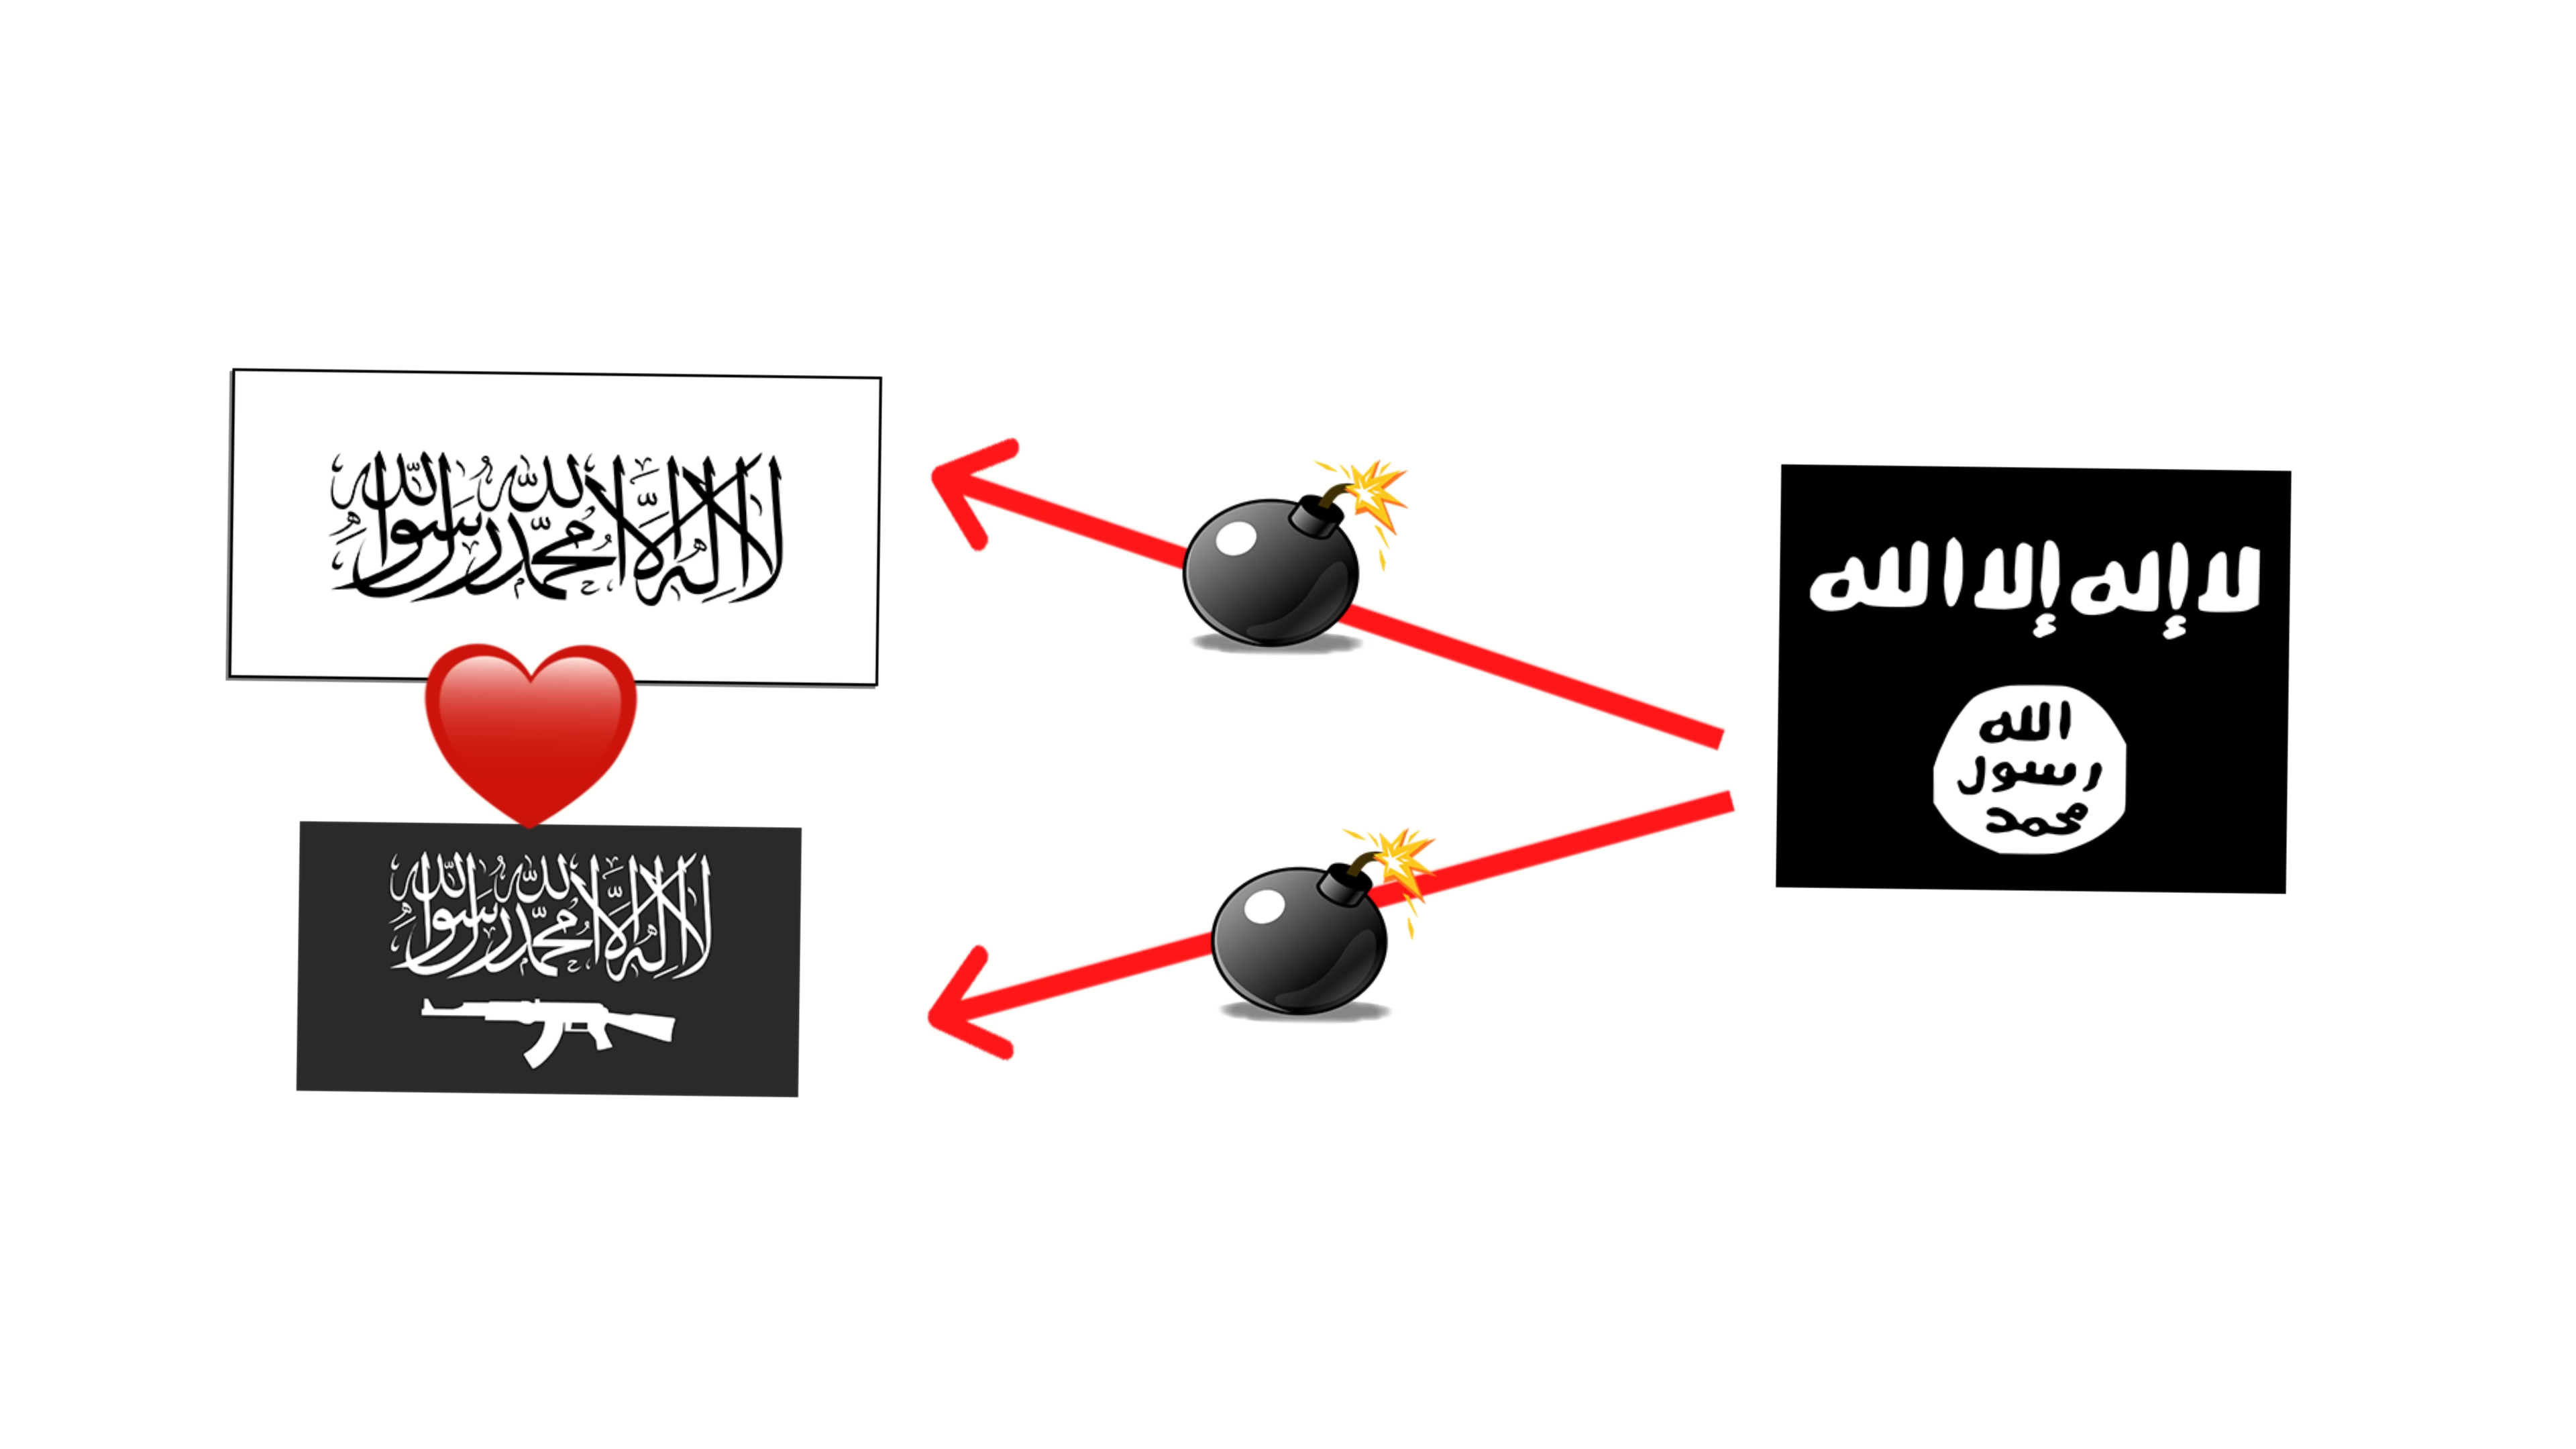 لا إله إلا الله محمد رسول الله
لا إله إلا الله محمد رسول الله
لا إله إلا الله
الله
رسول
محمد